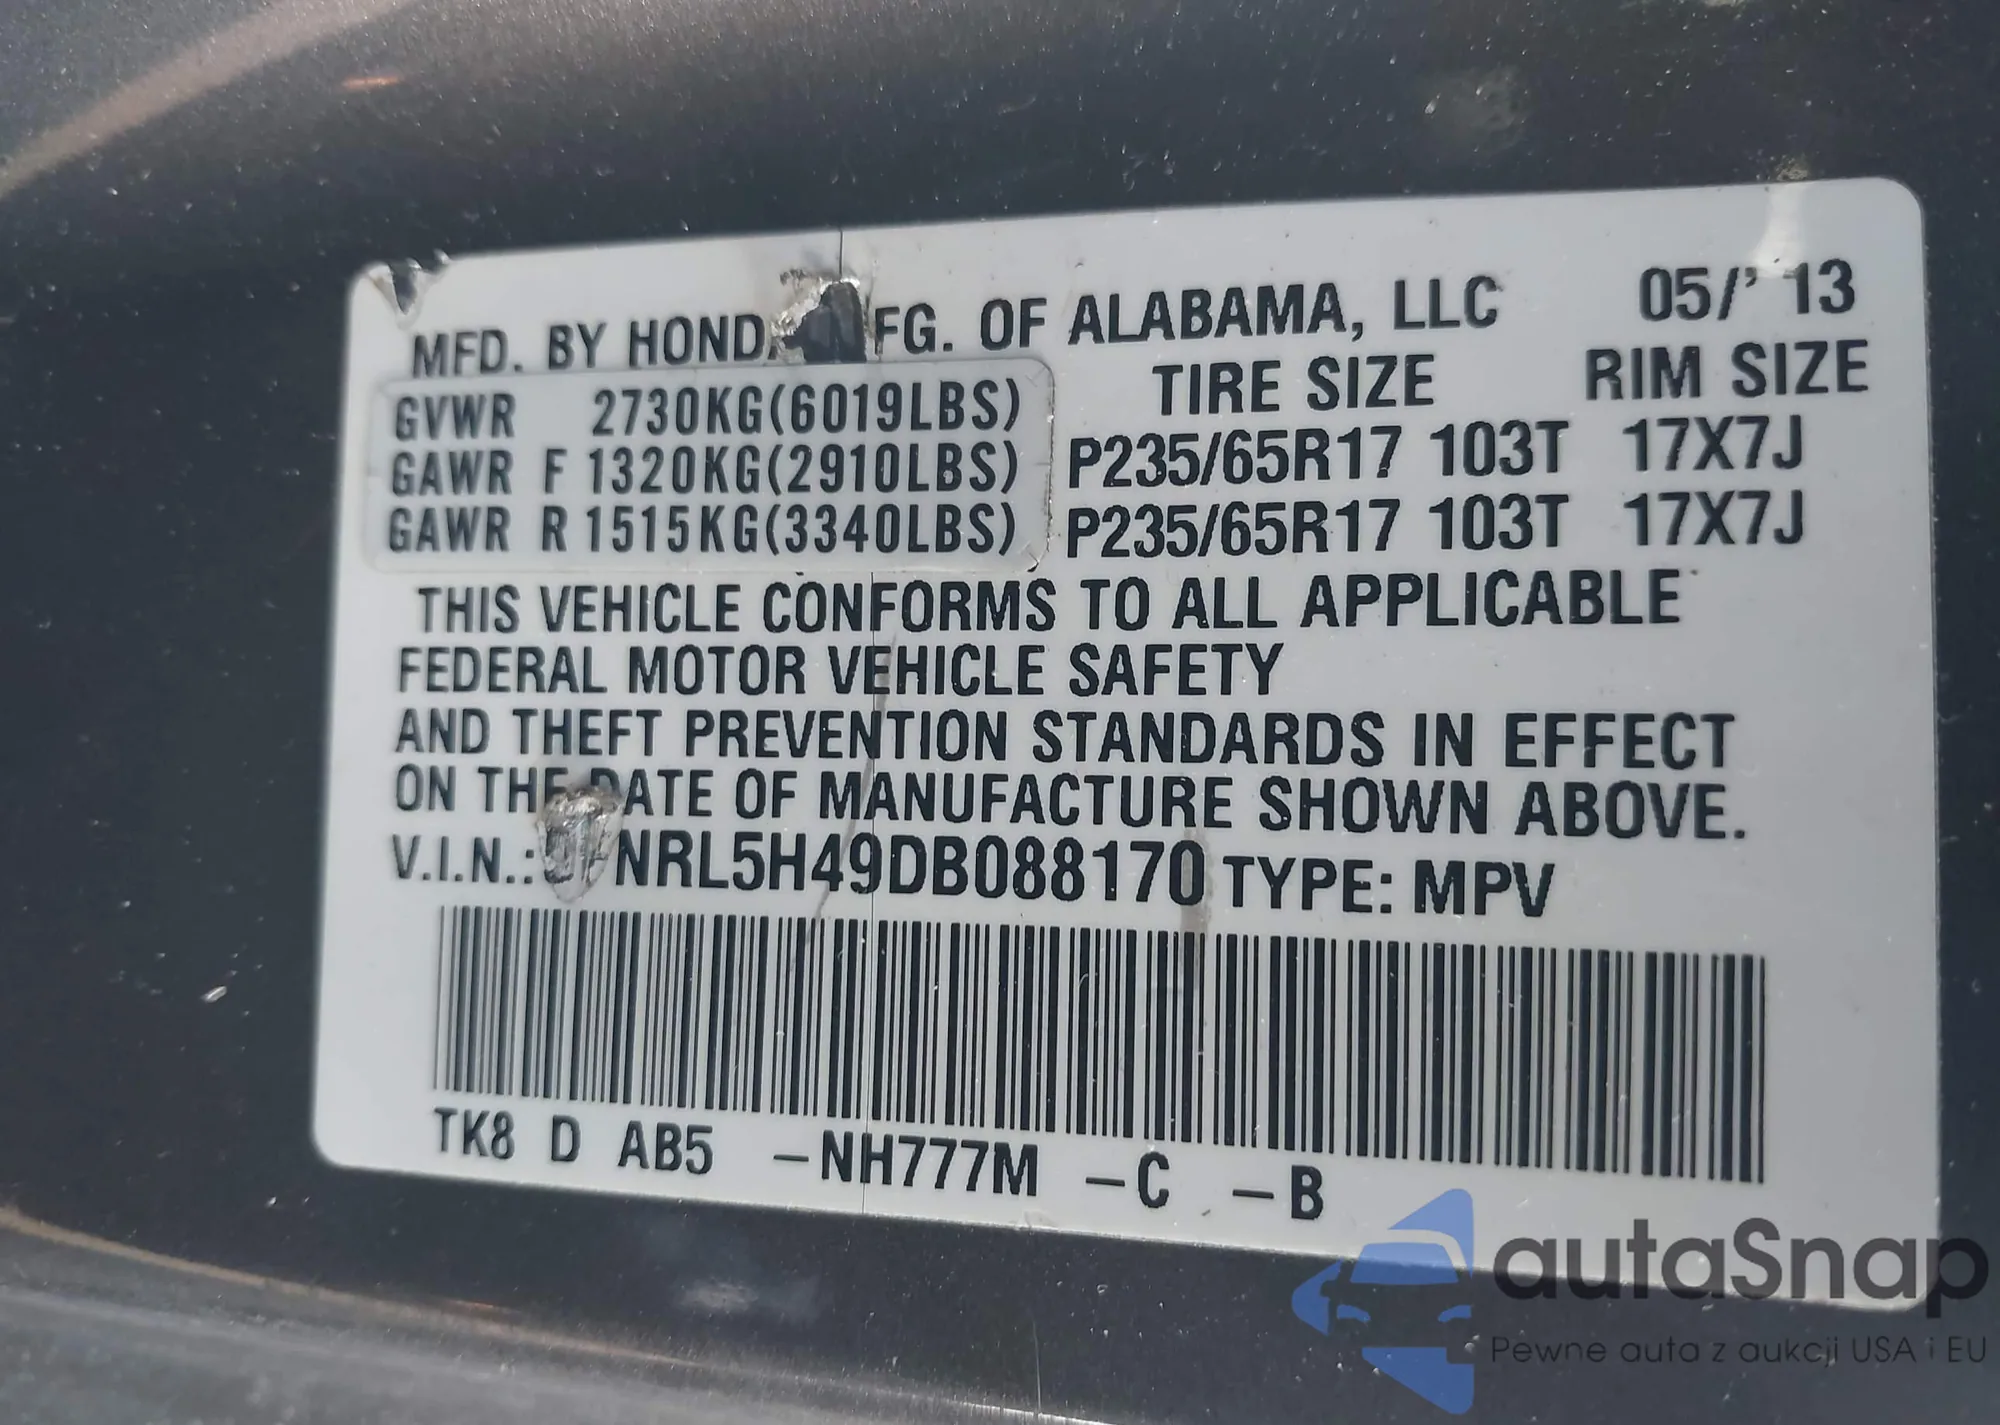 MFD. BY HOND FG. OF ALABAMA, LLC 05/'13
TIRE SIZE RIM SIZE
GVWR 2730KG(6019LBS)
GAWR F 1320KG(2910LBS) P235/65R17 103T 17X7J
GAWR R 1515KG(3340LBS) P235/65R17 103T 17X7J
THIS VEHICLE CONFORMS TO ALL APPLICABLE
FEDERAL MOTOR VEHICLE SAFETY
AND THEFT PREVENTION STANDARDS IN EFFECT
ON THE DATE OF MANUFACTURE SHOWN ABOVE.
V.I.N.: NRL5H49DB088170 TYPE: MPV
TK8 D AB5 –NH777M –C –B
autaSnap
Pewne auta z aukcji USA i EU